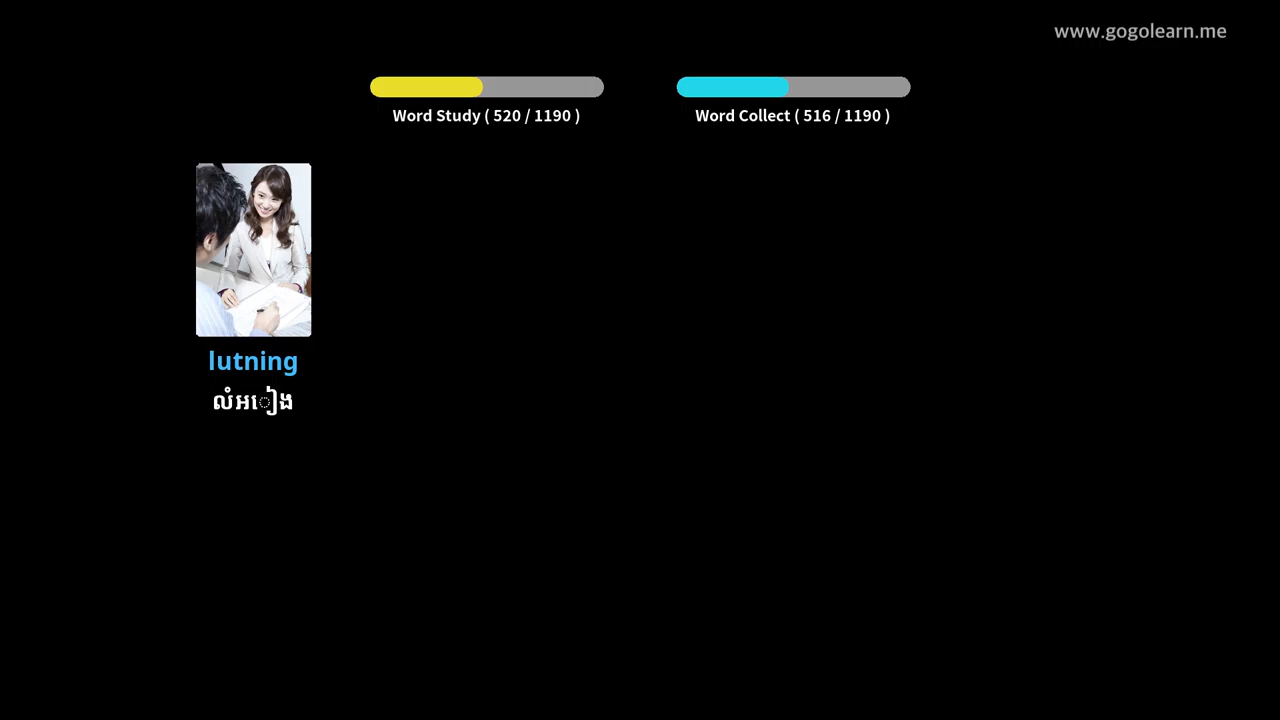 www.gogolearn.me
Word Study ( 520 / 1190 )
Word Collect ( 516 / 1190 )
lutning
លំអៀង